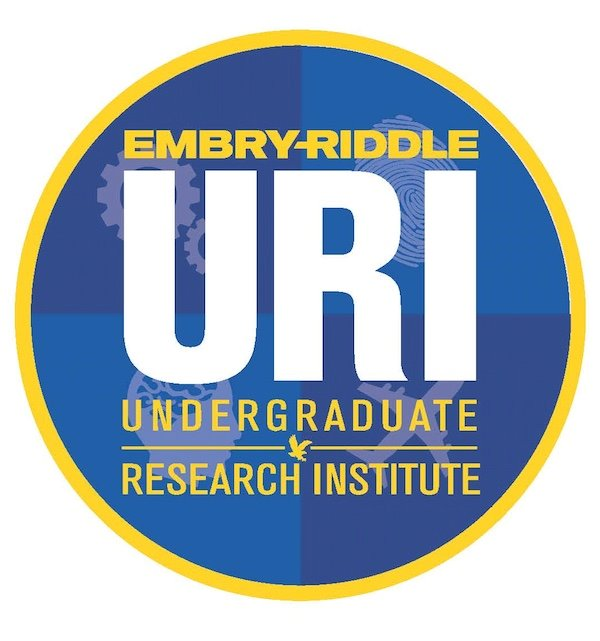 EMBRY-RIDDLE
URI
UNDERGRADUATE
RESEARCH INSTITUTE